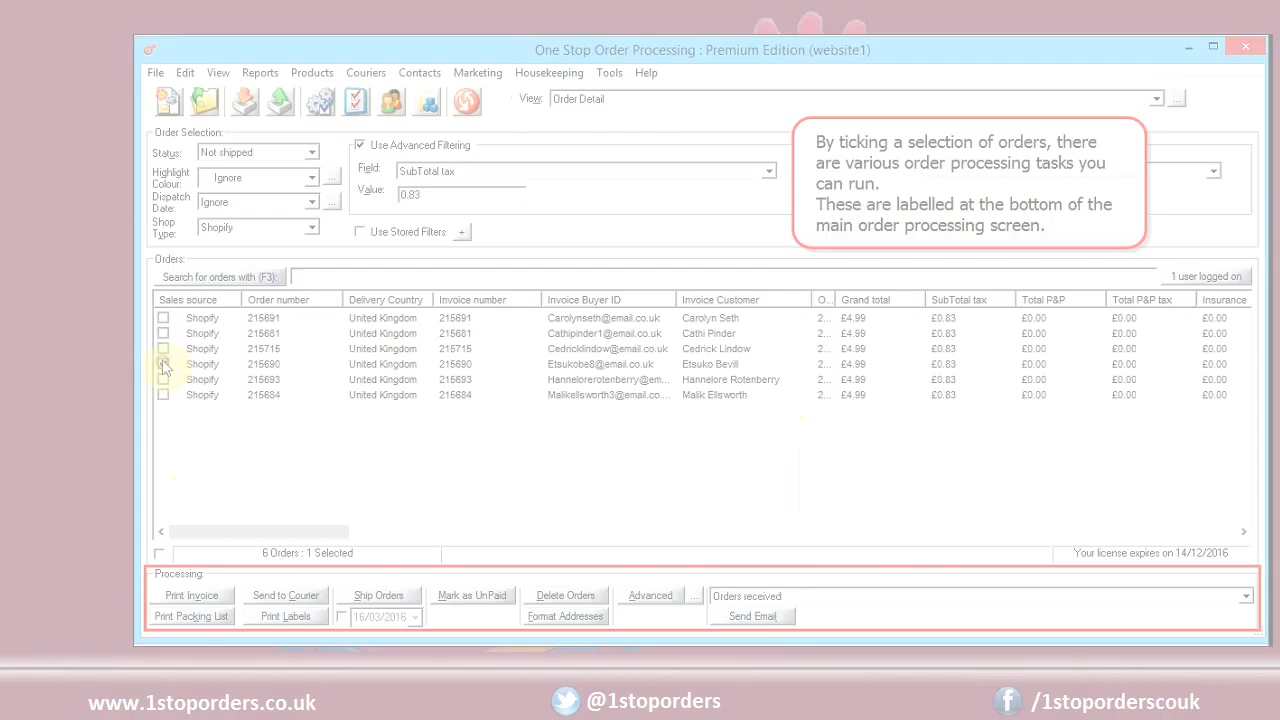 One Stop Order Processing : Premium Edition (website1)
File Edit View Reports Products Couriers Contacts Marketing Housekeeping Tools Help
View: Order Detail ...
Order Selection:
Status: Not shipped
Highlight Colour: Ignore ...
Dispatch Date: Ignore ...
Shop Type: Shopify
Use Advanced Filtering
Field: SubTotal tax
Value: 0.83
Use Stored Filters +
By ticking a selection of orders, there
are various order processing tasks you
can run.
These are labelled at the bottom of the
main order processing screen.
Orders:
Search for orders with (F3): 1 user logged on
Sales source Order number Delivery Country Invoice number Invoice Buyer ID Invoice Customer O... Grand total SubTotal tax Total P&P Total P&P tax Insurance
Shopify 215691 United Kingdom 215691 Carolynseth@email.co.uk Carolyn Seth 2... £4.99 £0.83 £0.00 £0.00 £0.00
Shopify 215681 United Kingdom 215681 Cathipinder1@email.co.uk Cathi Pinder 2... £4.99 £0.83 £0.00 £0.00 £0.00
Shopify 215715 United Kingdom 215715 Cedricklindow@email.co.uk Cedrick Lindow 2... £4.99 £0.83 £0.00 £0.00 £0.00
Shopify 215690 United Kingdom 215690 Etsukobe8@email.co.uk Etsuko Bevill 2... £4.99 £0.83 £0.00 £0.00 £0.00
Shopify 215693 United Kingdom 215693 Hannelorerotenberry@em... Hannelore Rotenberry 2... £4.99 £0.83 £0.00 £0.00 £0.00
Shopify 215684 United Kingdom 215684 Malikellsworth3@email.co.... Malik Ellsworth 2... £4.99 £0.83 £0.00 £0.00 £0.00
6 Orders : 1 Selected Your license expires on 14/12/2016
Processing:
Print Invoice Send to Courier Ship Orders Mark as UnPaid Delete Orders Advanced ... Orders received
Print Packing List Print Labels 16/03/2016 Format Addresses Send Email
www.1stoporders.co.uk @1stoporders /1stoporderscouk